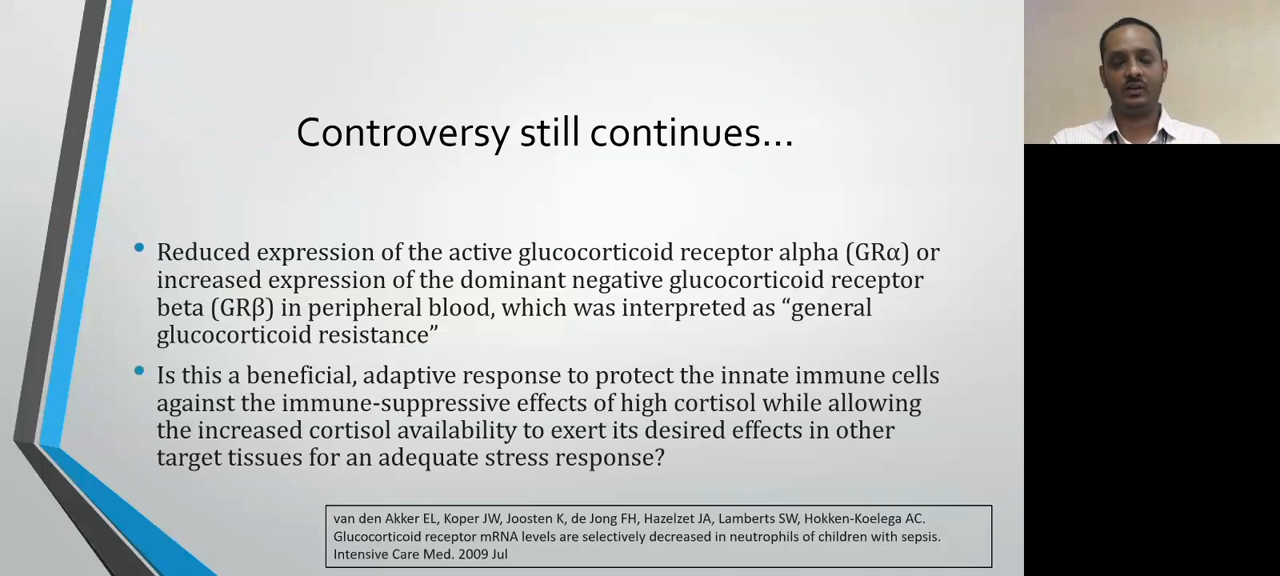 Controversy still continues...
• Reduced expression of the active glucocorticoid receptor alpha (GRα) or
increased expression of the dominant negative glucocorticoid receptor
beta (GRβ) in peripheral blood, which was interpreted as “general
glucocorticoid resistance”
• Is this a beneficial, adaptive response to protect the innate immune cells
against the immune-suppressive effects of high cortisol while allowing
the increased cortisol availability to exert its desired effects in other
target tissues for an adequate stress response?
van den Akker EL, Koper JW, Joosten K, de Jong FH, Hazelzet JA, Lamberts SW, Hokken-Koelega AC.
Glucocorticoid receptor mRNA levels are selectively decreased in neutrophils of children with sepsis.
Intensive Care Med. 2009 Jul